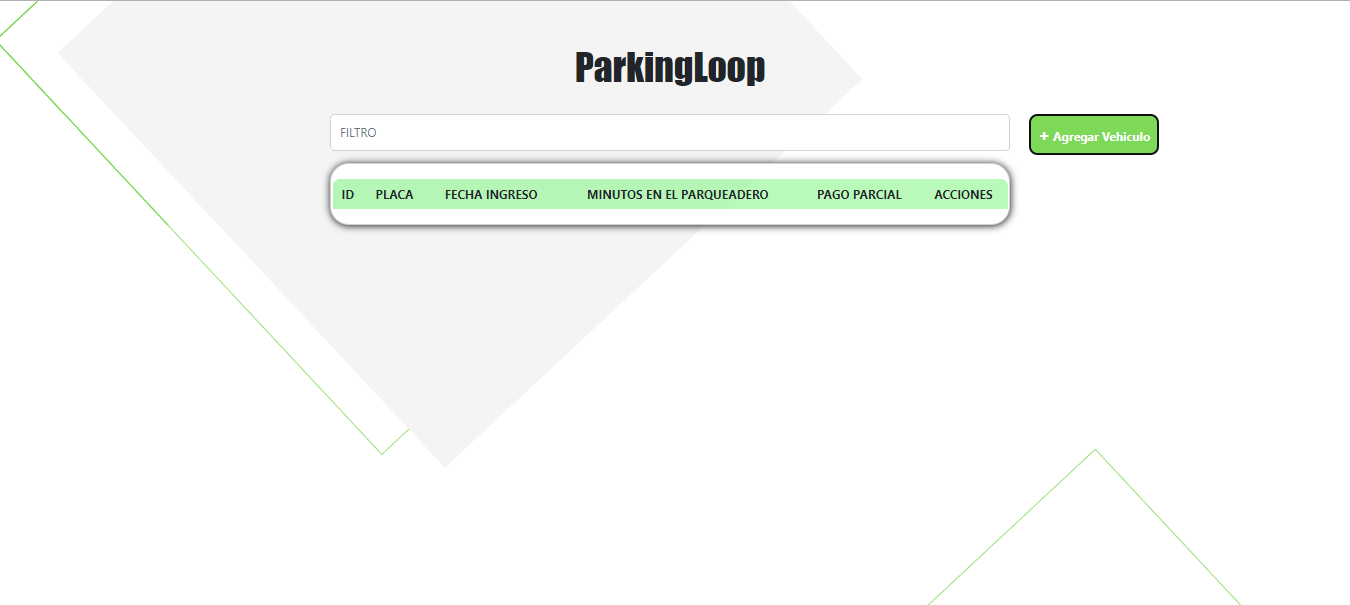 ParkingLoop
FILTRO
+ Agregar Vehiculo
ID PLACA FECHA INGRESO MINUTOS EN EL PARQUEADERO PAGO PARCIAL ACCIONES